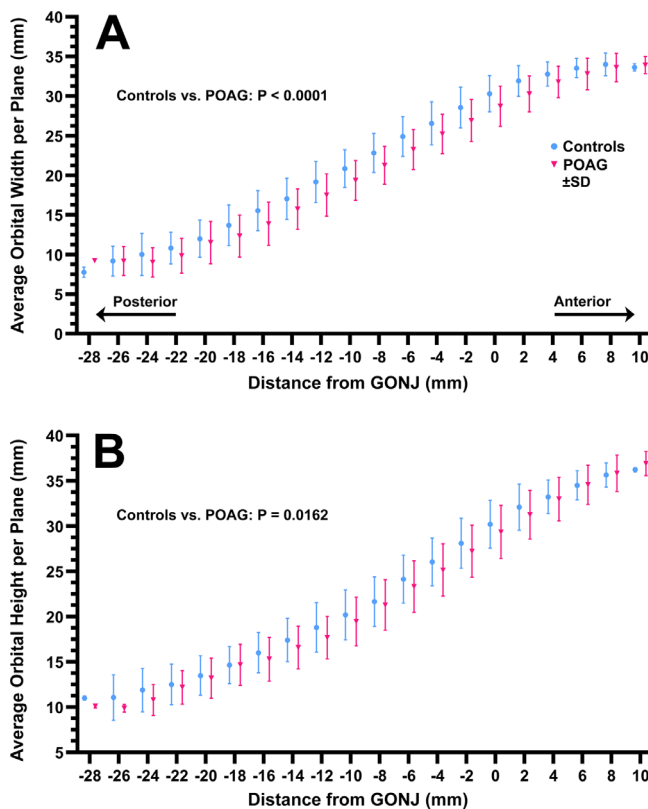 A
Average Orbital Width per Plane (mm)
40
35
30
25
20
15
10
5
0
Controls vs. POAG: P < 0.0001
Controls
POAG
±SD
Posterior
Anterior
-28 -26 -24 -22 -20 -18 -16 -14 -12 -10 -8 -6 -4 -2 0 2 4 6 8 10
Distance from GONJ (mm)
B
Average Orbital Height per Plane (mm)
40
35
30
25
20
15
10
5
Controls vs. POAG: P = 0.0162
-28 -26 -24 -22 -20 -18 -16 -14 -12 -10 -8 -6 -4 -2 0 2 4 6 8 10
Distance from GONJ (mm)